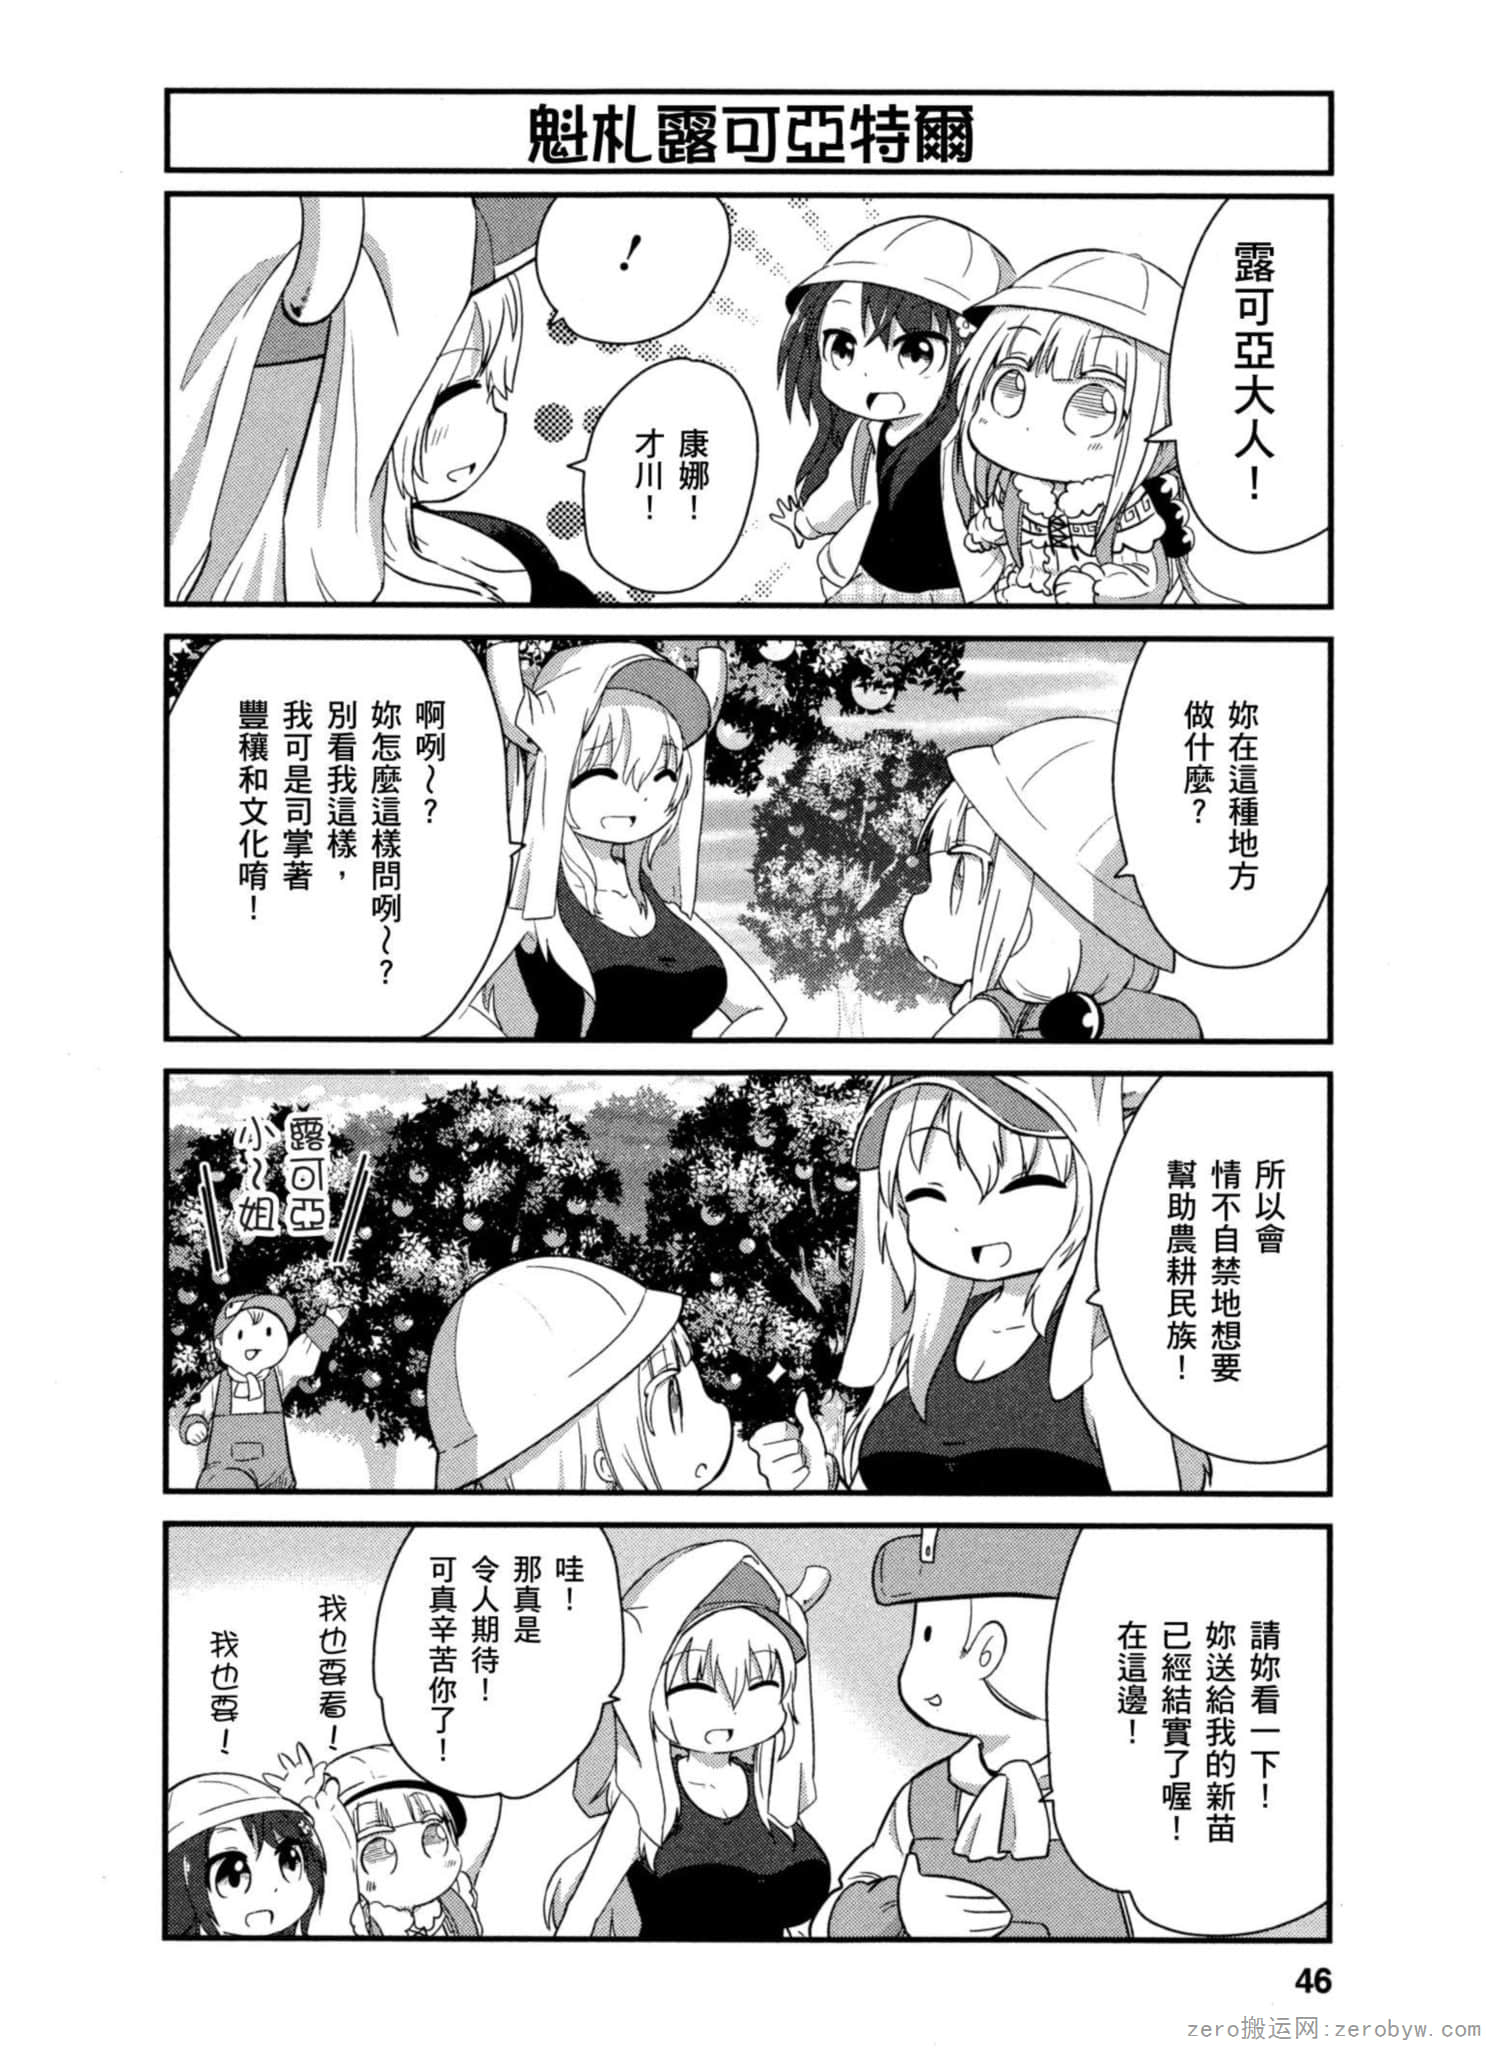 魁札露可亞特爾
露可亞大人！
！
康娜！
才川！
妳在這種地方
做什麼？
啊咧～？
妳怎麼這樣問咧～？
別看我這樣，
我可是司掌著
豐穰和文化唷！
所以會
情不自禁地想要
幫助農耕民族！
露可亞
小～姐
請妳看一下！
妳送給我的新苗
已經結實了喔！
在這邊！
哇！
那真是
令人期待！
可真辛苦你了！
我也要看！
我也要！
46
zero搬运网:zerobyw.com